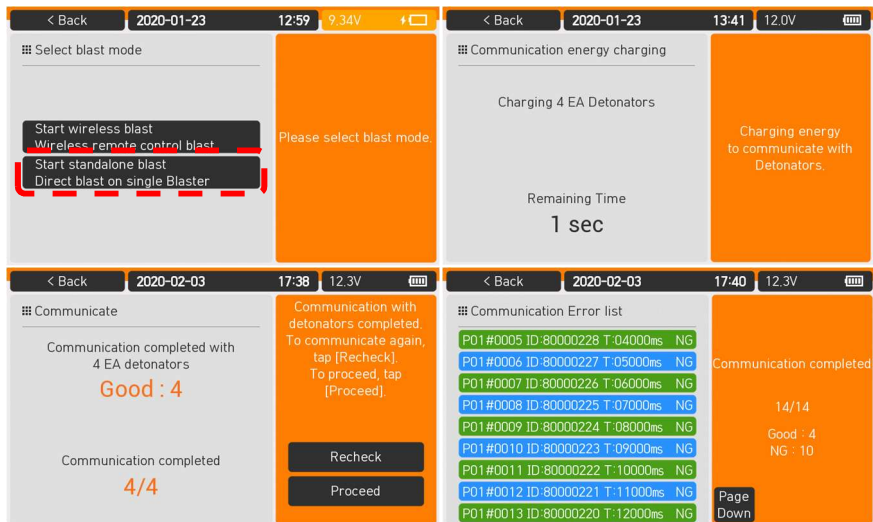 < Back 2020-01-23 12:59 9.34V
Select blast mode
Start wireless blast
Wireless remote control blast
Start standalone blast
Direct blast on single Blaster
Please select blast mode.
< Back 2020-01-23 13:41 12.0V
Communication energy charging
Charging 4 EA Detonators
Remaining Time
1 sec
Charging energy
to communicate with
Detonators.
< Back 2020-02-03 17:38 12.3V
Communicate
Communication completed with
4 EA detonators
Good : 4
Communication completed
4/4
Communication with
detonators completed.
To communicate again,
tap [Recheck].
To proceed, tap
[Proceed].
Recheck
Proceed
< Back 2020-02-03 17:40 12.3V
Communication Error list
P01#0005 ID:80000228 T:04000ms NG
P01#0006 ID:80000227 T:05000ms NG
P01#0007 ID:80000226 T:06000ms NG
P01#0008 ID:80000225 T:07000ms NG
P01#0009 ID:80000224 T:08000ms NG
P01#0010 ID:80000223 T:09000ms NG
P01#0011 ID:80000222 T:10000ms NG
P01#0012 ID:80000221 T:11000ms NG
P01#0013 ID:80000220 T:12000ms NG
Communication completed
14/14
Good : 4
NG : 10
Page
Down